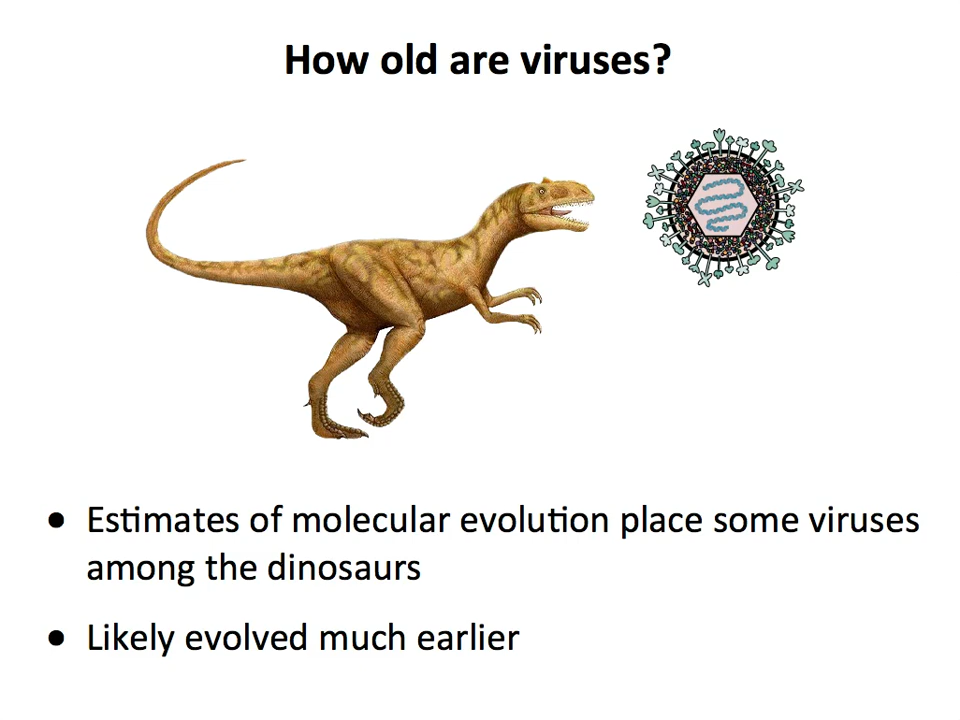 How old are viruses?
● Estimates of molecular evolution place some viruses
among the dinosaurs
● Likely evolved much earlier